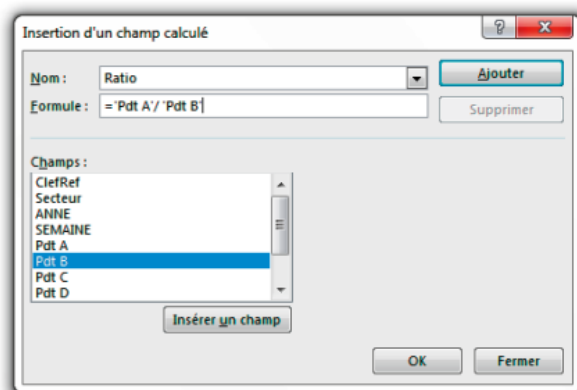 Insertion d'un champ calculé
Nom : Ratio Ajouter
Formule : ='Pdt A'/ 'Pdt B' Supprimer
Champs :
ClefRef
Secteur
ANNE
SEMAINE
Pdt A
Pdt B
Pdt C
Pdt D
Insérer un champ
OK Fermer